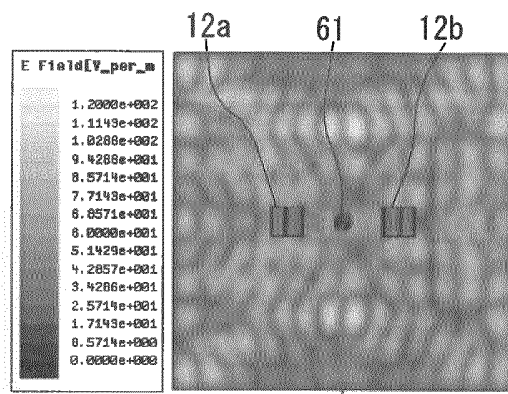 12a 61 12b
E Field[V_per_m
1.2000e+002
1.1143e+002
1.0286e+002
9.4286e+001
8.5714e+001
7.7143e+001
6.8571e+001
6.0000e+001
5.1429e+001
4.2857e+001
3.4286e+001
2.5714e+001
1.7143e+001
8.5714e+000
0.0000e+000